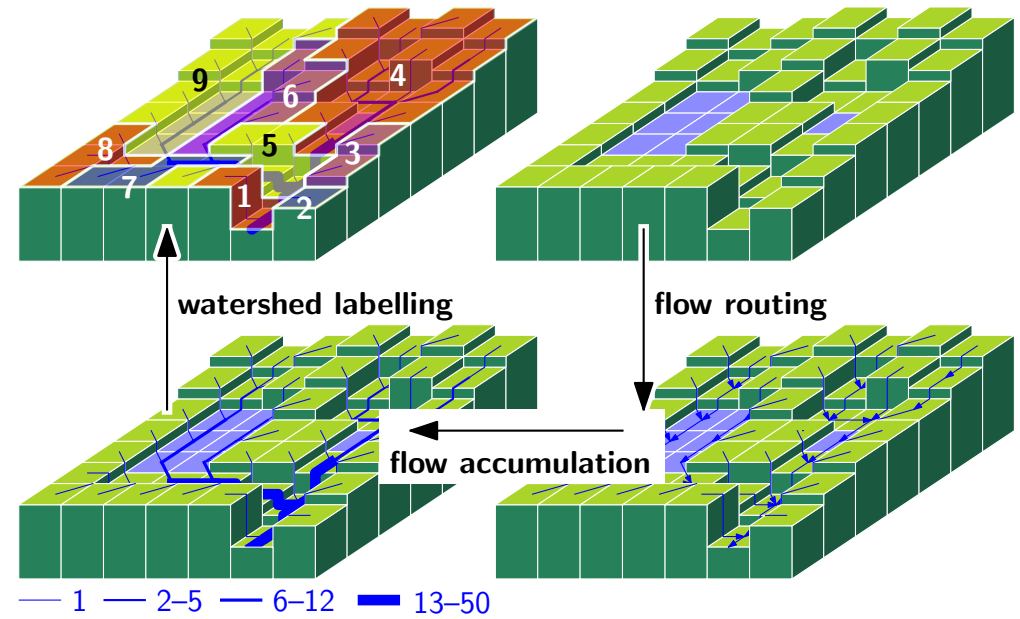 4
9
6
5
8
3
7
1
2
watershed labelling
flow routing
flow accumulation
1 2–5 6–12 13–50